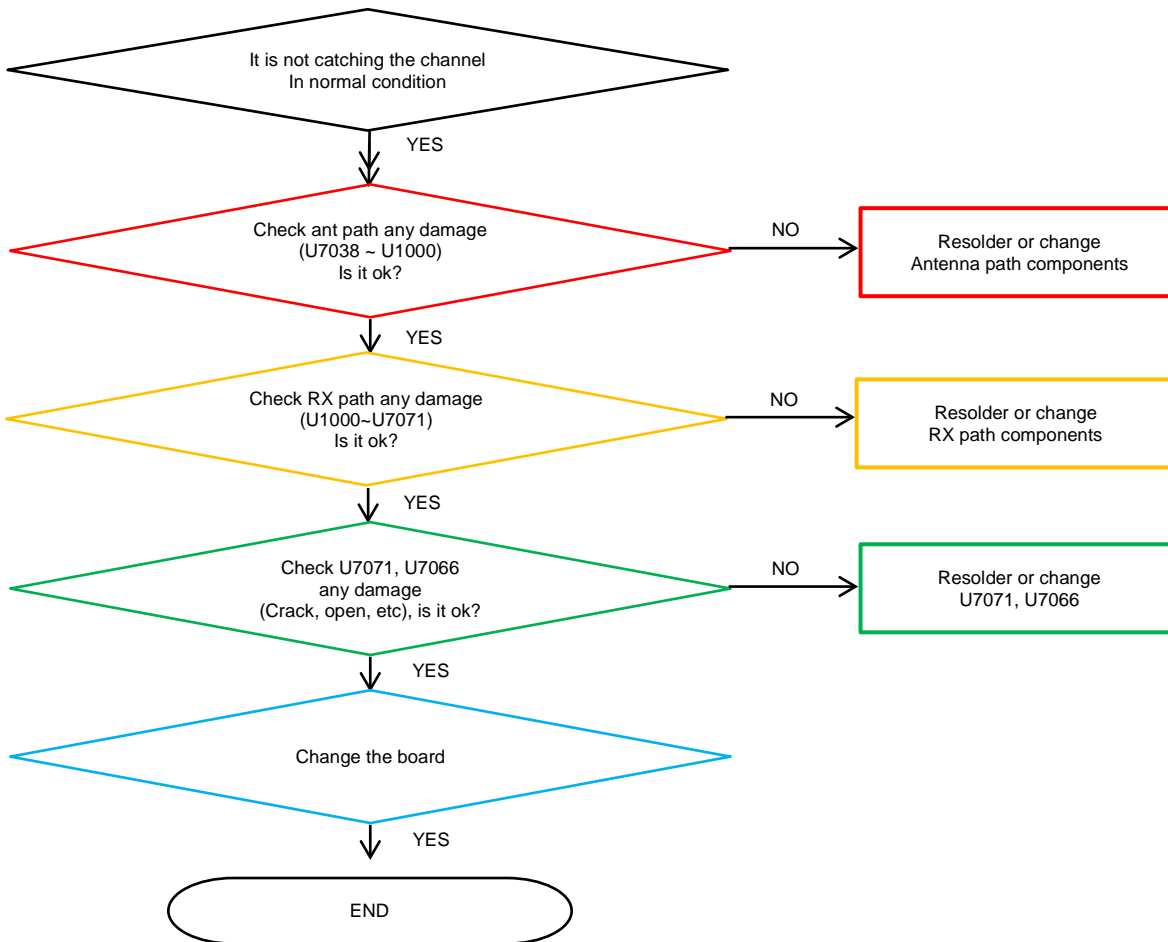 It is not catching the channel
In normal condition
YES
Check ant path any damage
(U7038 ~ U1000)
Is it ok?
NO
Resolder or change
Antenna path components
YES
Check RX path any damage
(U1000~U7071)
Is it ok?
NO
Resolder or change
RX path components
YES
Check U7071, U7066
any damage
(Crack, open, etc), is it ok?
NO
Resolder or change
U7071, U7066
YES
Change the board
YES
END